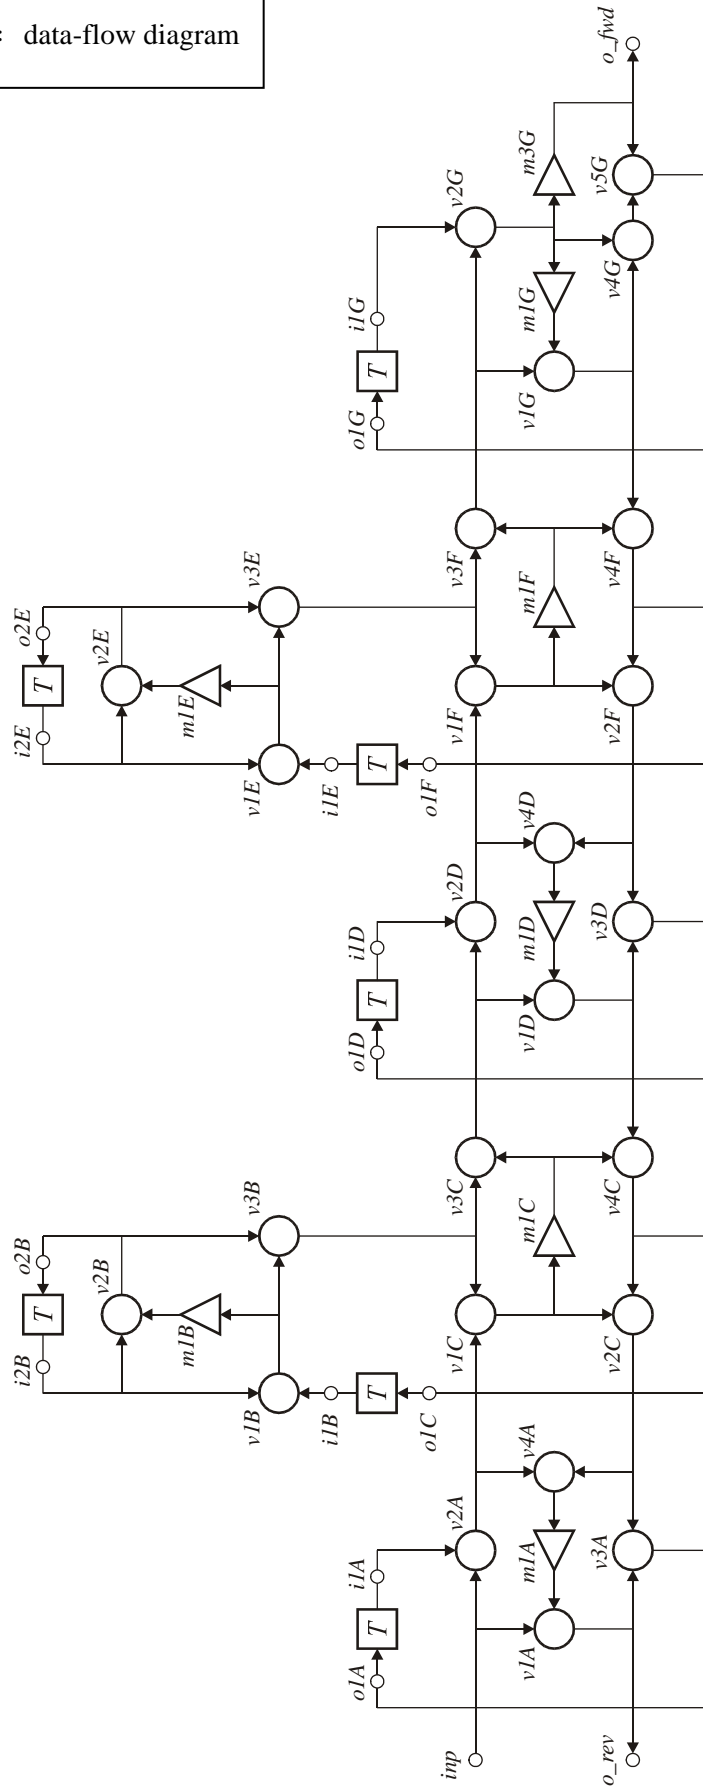 : data-flow diagram
o_fwd
m3G
v5G
v2G
v4G
i1G
m1G
T
v1G
o1G
v3E
v3F
v4F
o2E
v2E
m1F
T
m1E
i2E
v1E
v1F
v2F
i1E
T
o1F
v4D
v2D
i1D
m1D
v3D
T
v1D
o1D
v3B
v3C
v4C
o2B
v2B
m1C
T
m1B
i2B
v1B
v1C
v2C
i1B
T
o1C
v4A
v2A
i1A
m1A
v3A
T
v1A
o1A
inp
o_rev